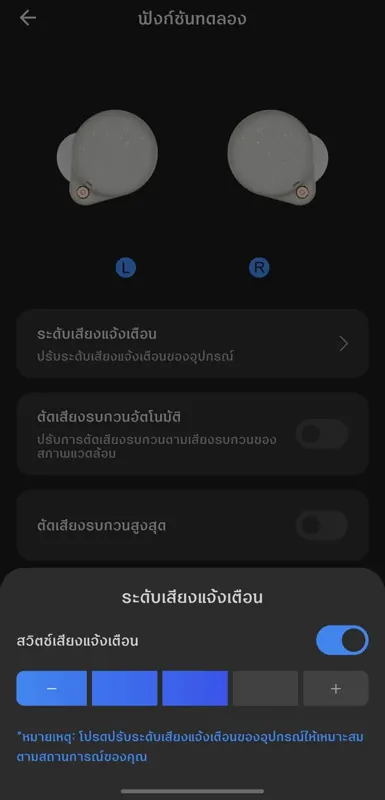 ฟังก์ชันทดลอง
L
R
ระดับเสียงแจ้งเตือน
ปรับระดับเสียงแจ้งเตือนของอุปกรณ์
ตัดเสียงรบกวนอัตโนมัติ
ปรับการตัดเสียงรบกวนตามเสียงรบกวนของ
สภาพแวดล้อม
ตัดเสียงรบกวนสูงสุด
ระดับเสียงแจ้งเตือน
สวิตช์เสียงแจ้งเตือน
− +
*หมายเหตุ: โปรดปรับระดับเสียงแจ้งเตือนของอุปกรณ์ให้เหมาะสม
ตามสถานการณ์ของคุณ